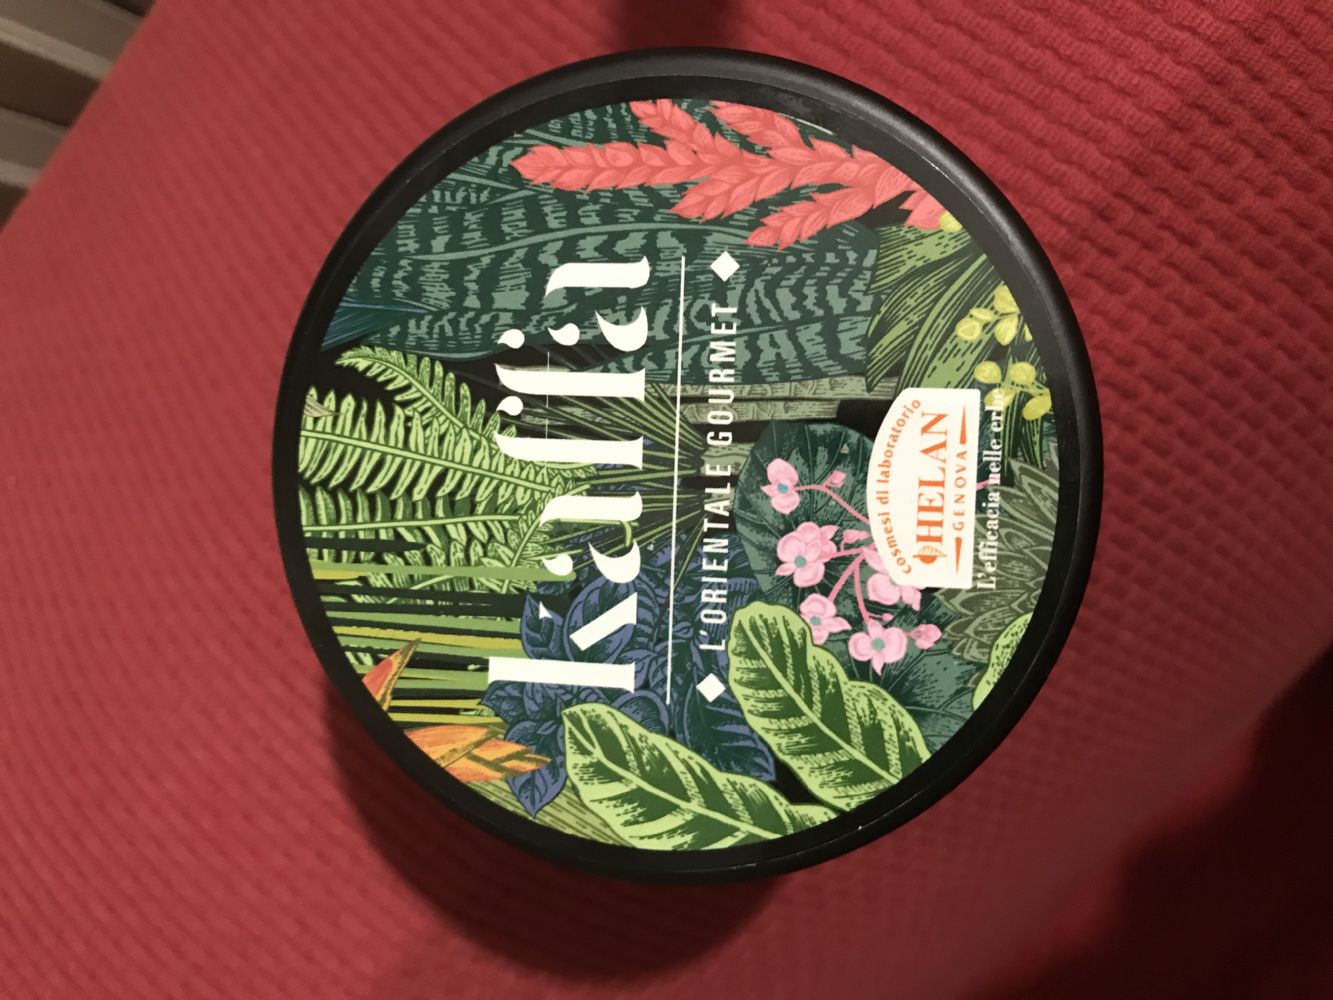 kaffa
L'ORIENTALE GOURMET
Cosmesi di laboratorio
HELAN
GENOVA
L'efficacia nelle erbe